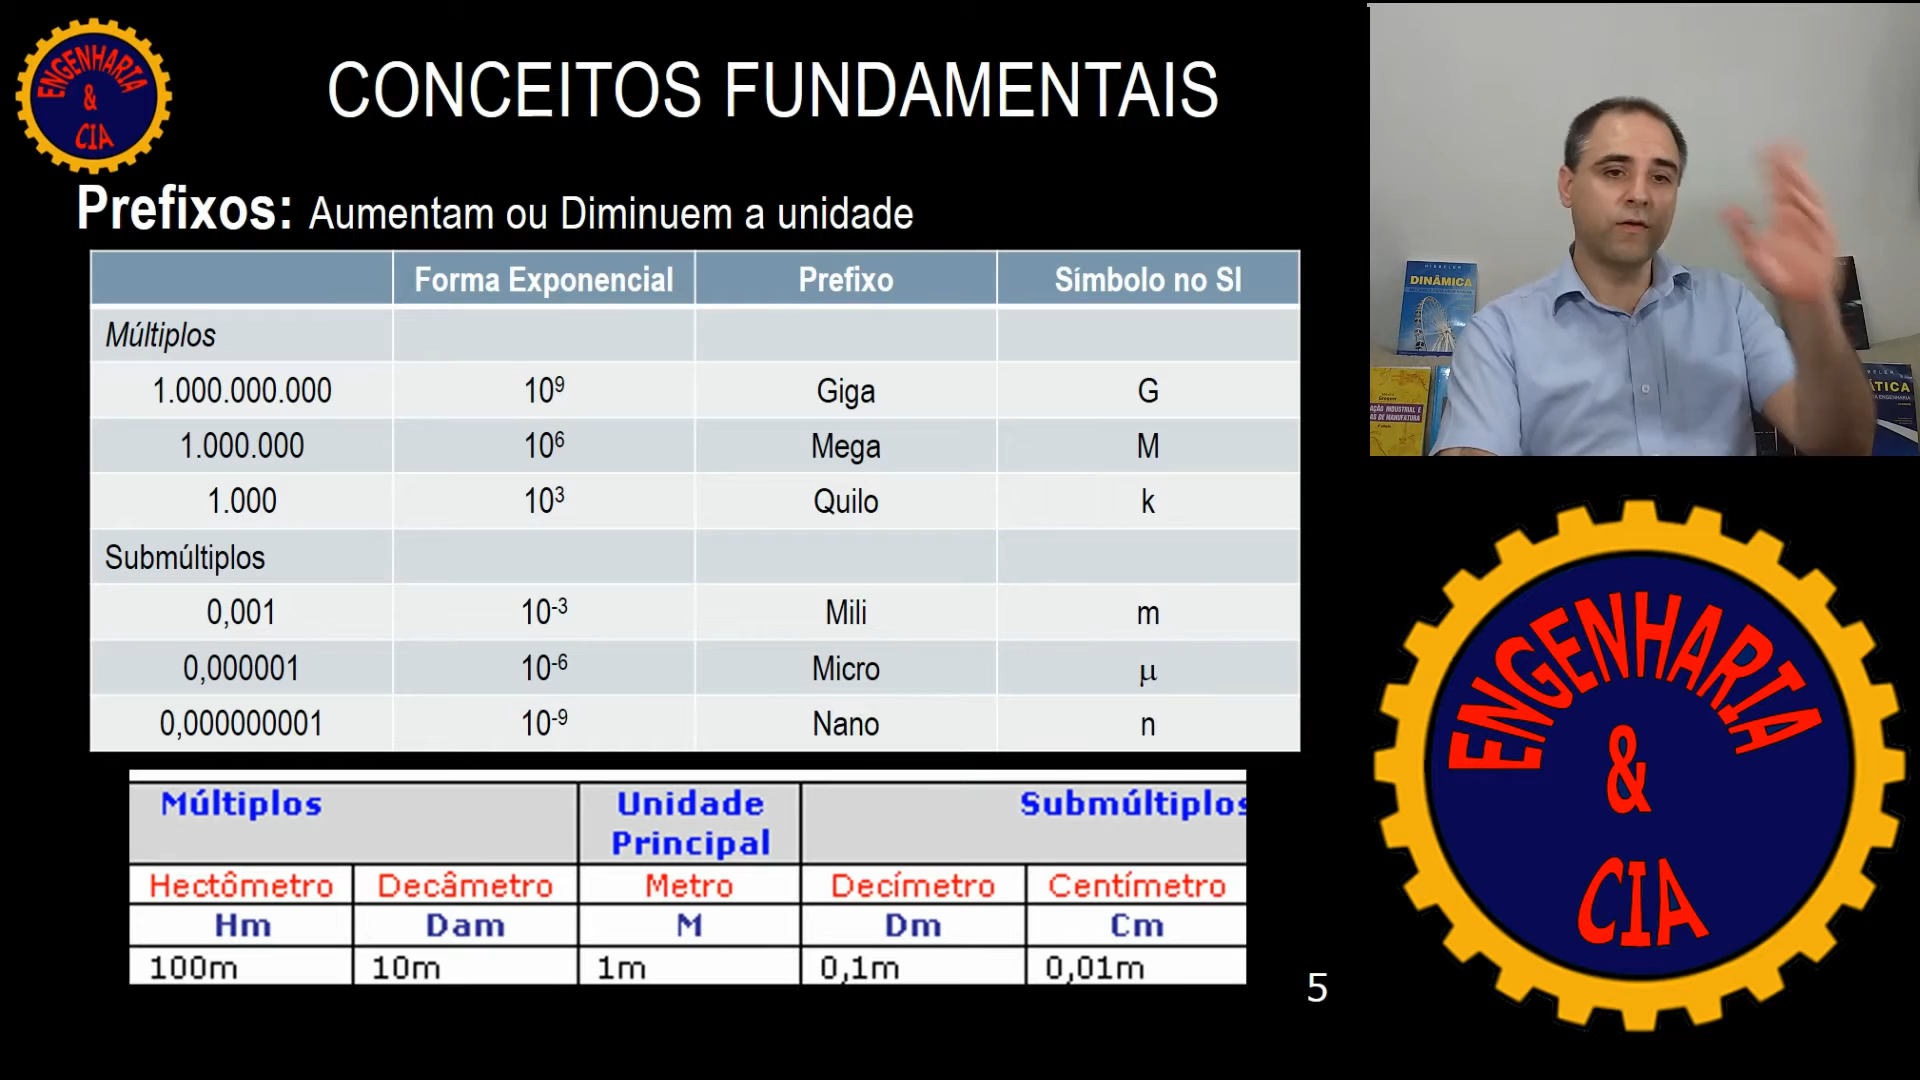 ENGENHARIA
&
CIA
CONCEITOS FUNDAMENTAIS
Prefixos: Aumentam ou Diminuem a unidade
Forma Exponencial Prefixo Símbolo no SI
Múltiplos
1.000.000.000 10⁹ Giga G
1.000.000 10⁶ Mega M
1.000 10³ Quilo k
Submúltiplos
0,001 10⁻³ Mili m
0,000001 10⁻⁶ Micro μ
0,000000001 10⁻⁹ Nano n
Múltiplos Unidade Principal Submúltiplos
Hectômetro Decâmetro Metro Decímetro Centímetro
Hm Dam M Dm Cm
100m 10m 1m 0,1m 0,01m
5
DINÂMICA
ENGENHARIA
&
CIA